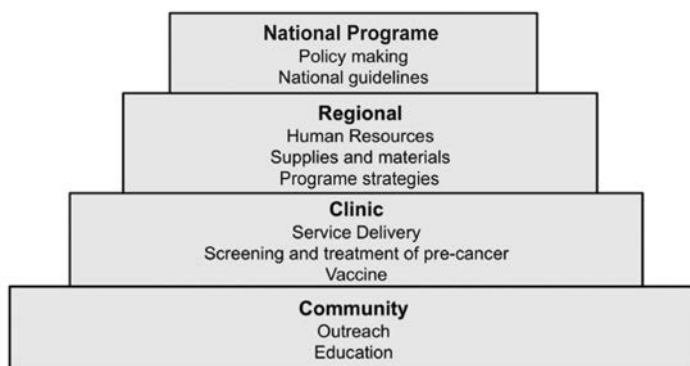 National Programe
Policy making
National guidelines
Regional
Human Resources
Supplies and materials
Programe strategies
Clinic
Service Delivery
Screening and treatment of pre-cancer
Vaccine
Community
Outreach
Education